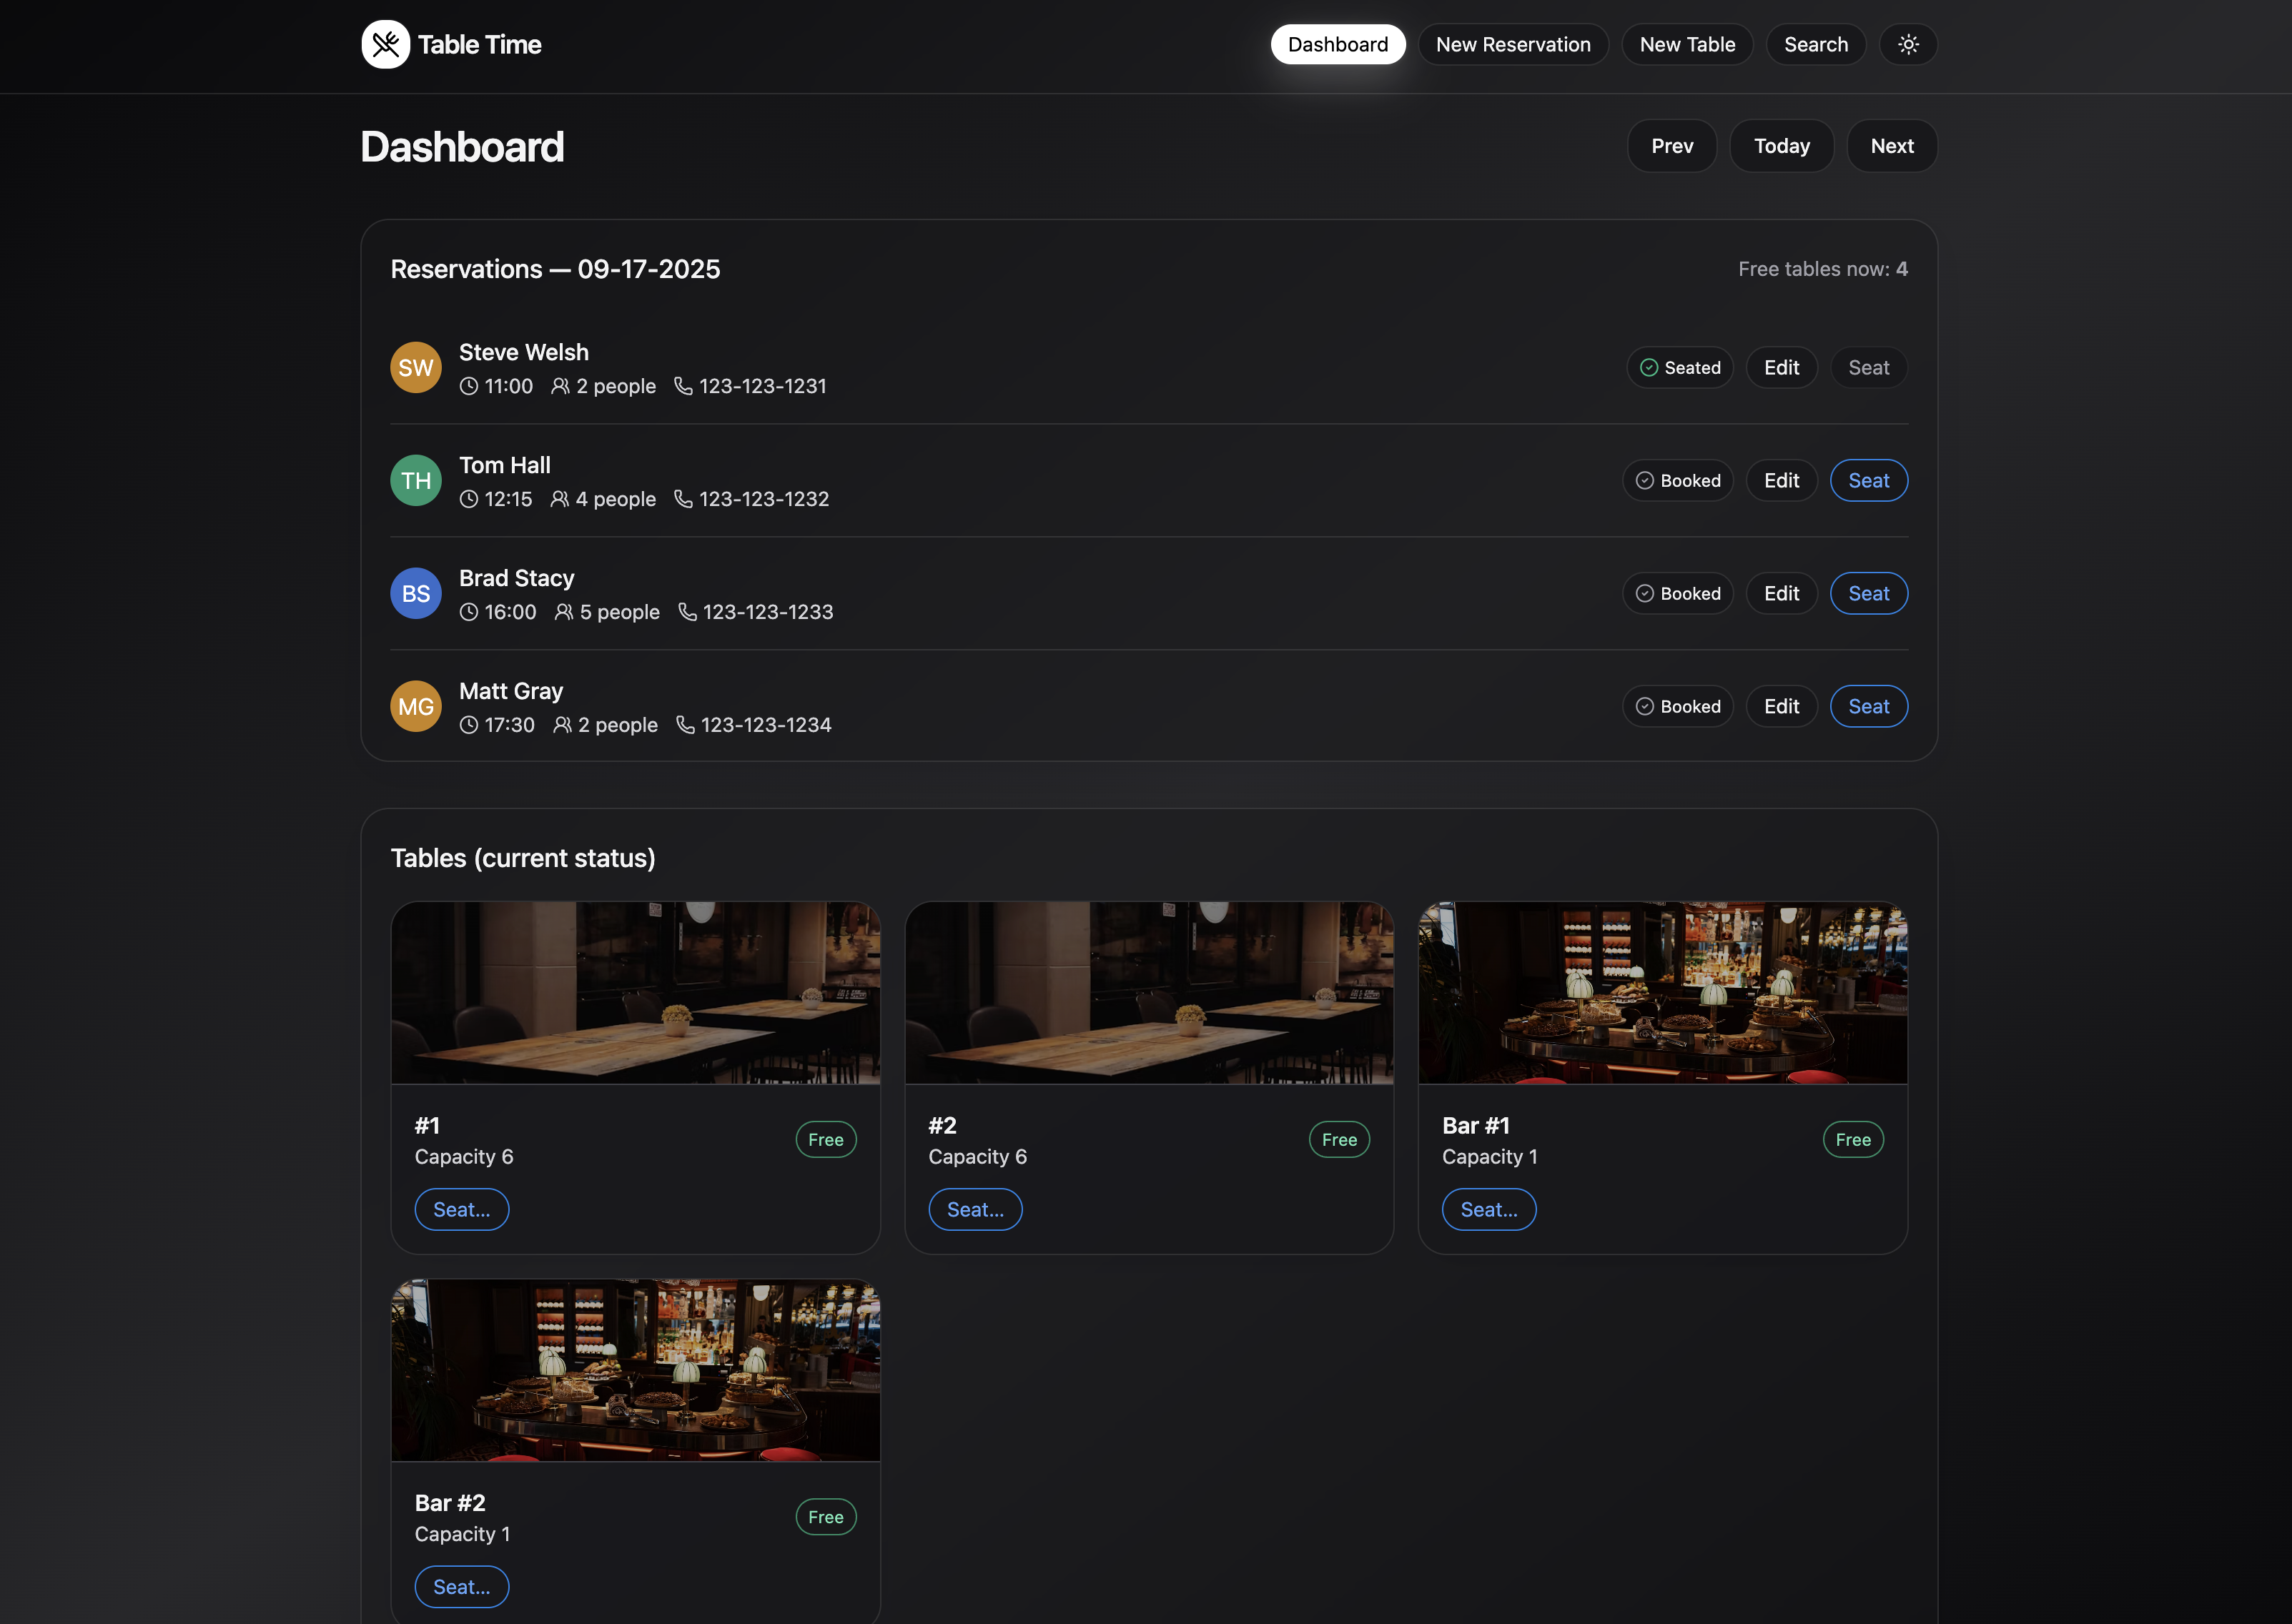 Table Time
Dashboard New Reservation New Table Search
Dashboard
Prev Today Next
Reservations — 09-17-2025
Free tables now: 4
SW Steve Welsh
11:00 2 people 123-123-1231
Seated Edit Seat
TH Tom Hall
12:15 4 people 123-123-1232
Booked Edit Seat
BS Brad Stacy
16:00 5 people 123-123-1233
Booked Edit Seat
MG Matt Gray
17:30 2 people 123-123-1234
Booked Edit Seat
Tables (current status)
#1
Capacity 6
Free
Seat...
#2
Capacity 6
Free
Seat...
Bar #1
Capacity 1
Free
Seat...
Bar #2
Capacity 1
Free
Seat...